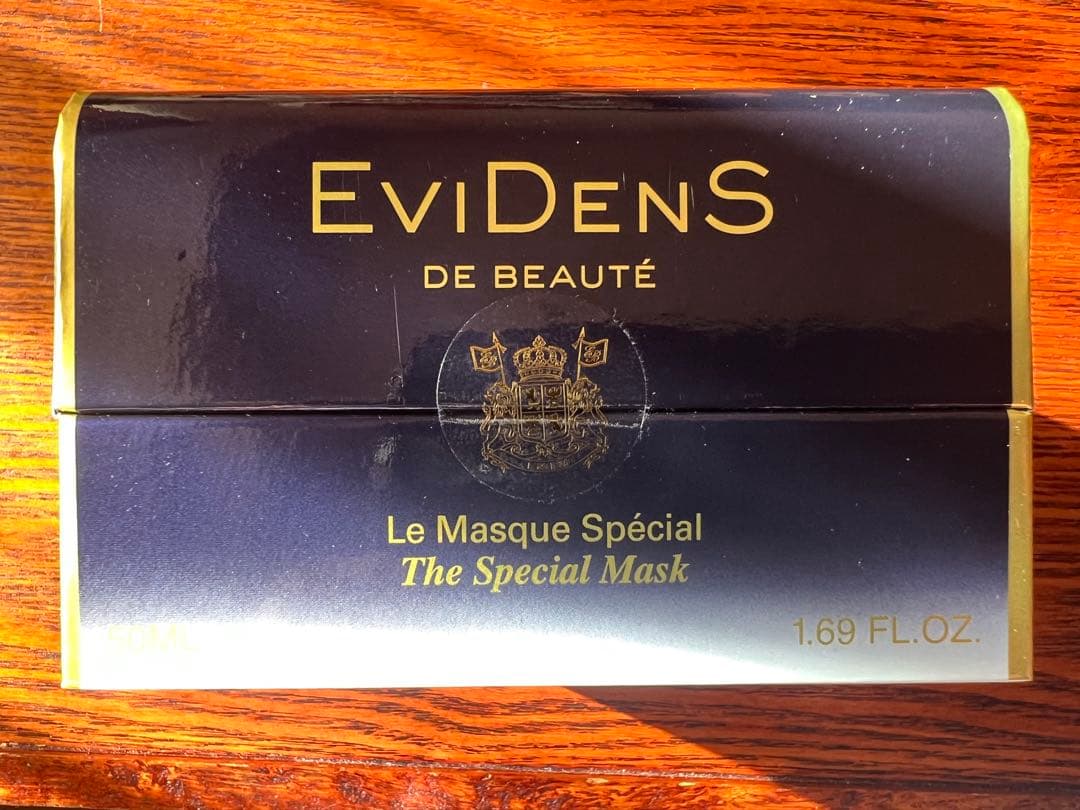 EVIDENS
DE BEAUTÉ
Le Masque Spécial
The Special Mask
50ML
1.69 FL.OZ.